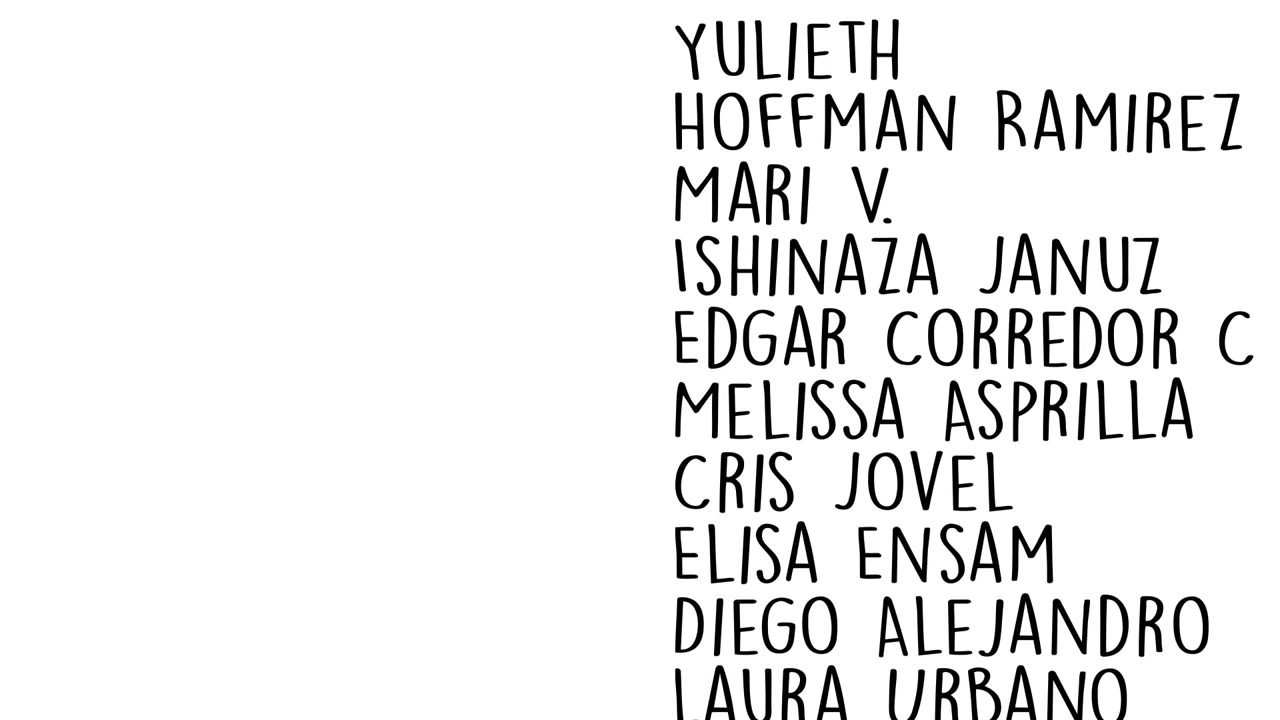 YULIETH
HOFFMAN RAMIREZ
MARI V.
ISHINAZA JANUZ
EDGAR CORREDOR C
MELISSA ASPRILLA
CRIS JOVEL
ELISA ENSAM
DIEGO ALEJANDRO
LAURA URBANO